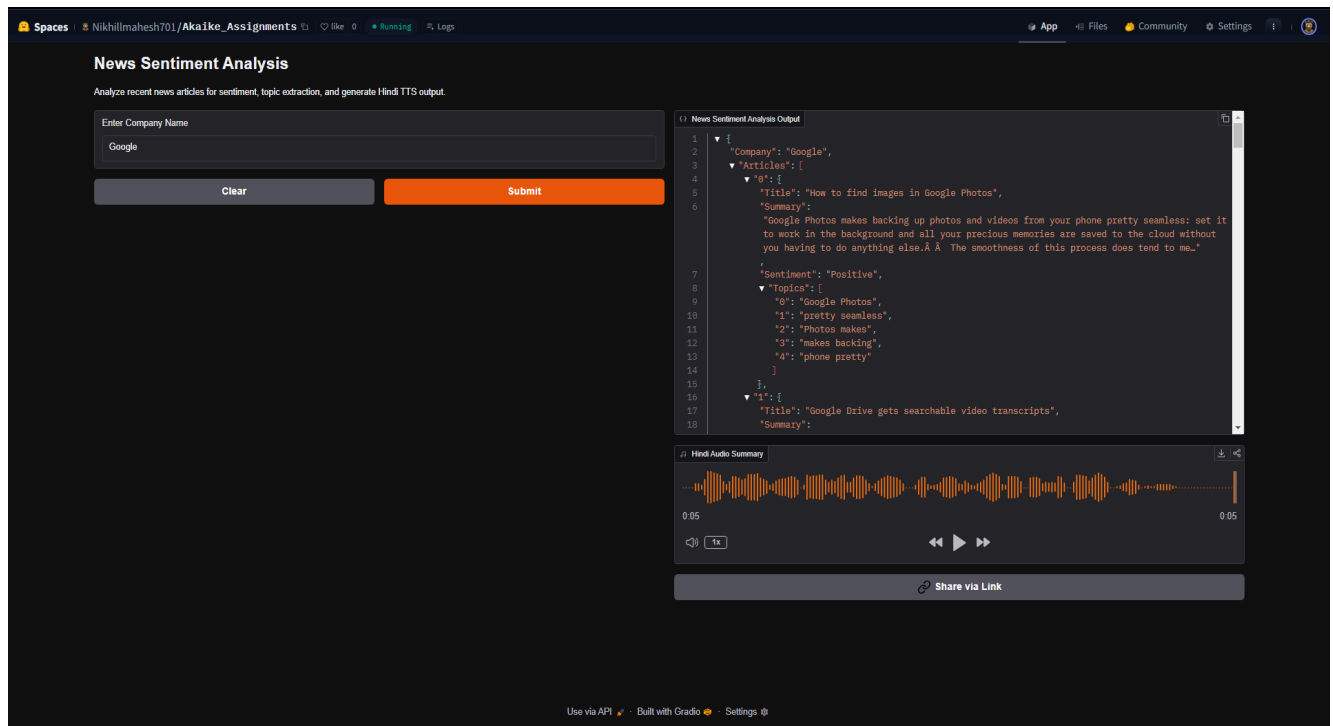 Spaces Nikhillmahesh701/Akaike_Assignments like 0 Running Logs App Files Community Settings
News Sentiment Analysis
Analyze recent news articles for sentiment, topic extraction, and generate Hindi TTS output.
Enter Company Name
Google
Clear Submit
{} News Sentiment Analysis Output
1 ▼ {
2 "Company": "Google",
3 ▼ "Articles": [
4 ▼ "0": {
5 "Title": "How to find images in Google Photos",
6 "Summary":
"Google Photos makes backing up photos and videos from your phone pretty seamless: set it
to work in the background and all your precious memories are saved to the cloud without
you having to do anything else.Â Â  The smoothness of this process does tend to me…"
,
7 "Sentiment": "Positive",
8 ▼ "Topics": [
9 "0": "Google Photos",
10 "1": "pretty seamless",
11 "2": "Photos makes",
12 "3": "makes backing",
13 "4": "phone pretty"
14 ]
15 },
16 ▼ "1": {
17 "Title": "Google Drive gets searchable video transcripts",
18 "Summary":
Hindi Audio Summary
0:05 0:05
1x
Share via Link
Use via API · Built with Gradio · Settings